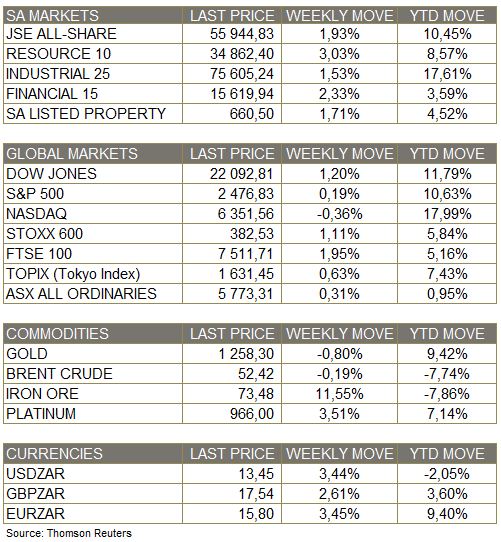 SA MARKETS LAST PRICE WEEKLY MOVE YTD MOVE
JSE ALL-SHARE 55 944,83 1,93% 10,45%
RESOURCE 10 34 862,40 3,03% 8,57%
INDUSTRIAL 25 75 605,24 1,53% 17,61%
FINANCIAL 15 15 619,94 2,33% 3,59%
SA LISTED PROPERTY 660,50 1,71% 4,52%
GLOBAL MARKETS LAST PRICE WEEKLY MOVE YTD MOVE
DOW JONES 22 092,81 1,20% 11,79%
S&P 500 2 476,83 0,19% 10,63%
NASDAQ 6 351,56 -0,36% 17,99%
STOXX 600 382,53 1,11% 5,84%
FTSE 100 7 511,71 1,95% 5,16%
TOPIX (Tokyo Index) 1 631,45 0,63% 7,43%
ASX ALL ORDINARIES 5 773,31 0,31% 0,95%
COMMODITIES LAST PRICE WEEKLY MOVE YTD MOVE
GOLD 1 258,30 -0,80% 9,42%
BRENT CRUDE 52,42 -0,19% -7,74%
IRON ORE 73,48 11,55% -7,86%
PLATINUM 966,00 3,51% 7,14%
CURRENCIES LAST PRICE WEEKLY MOVE YTD MOVE
USDZAR 13,45 3,44% -2,05%
GBPZAR 17,54 2,61% 3,60%
EURZAR 15,80 3,45% 9,40%
Source: Thomson Reuters